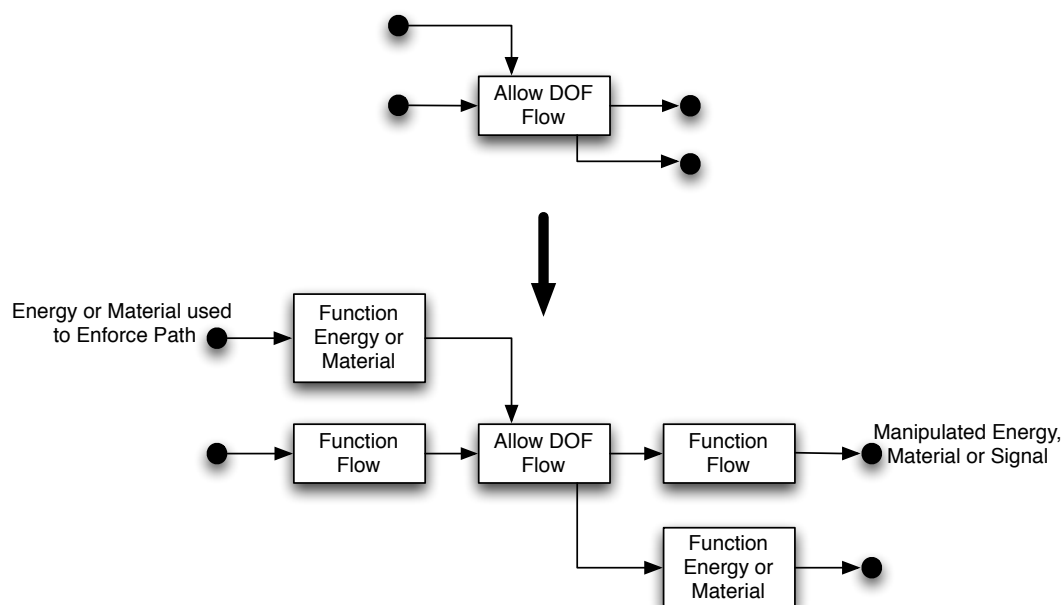 Allow DOF
Flow
Energy or Material used
to Enforce Path
Function
Energy or
Material
Function
Flow
Allow DOF
Flow
Function
Flow
Manipulated Energy,
Material or Signal
Function
Energy or
Material